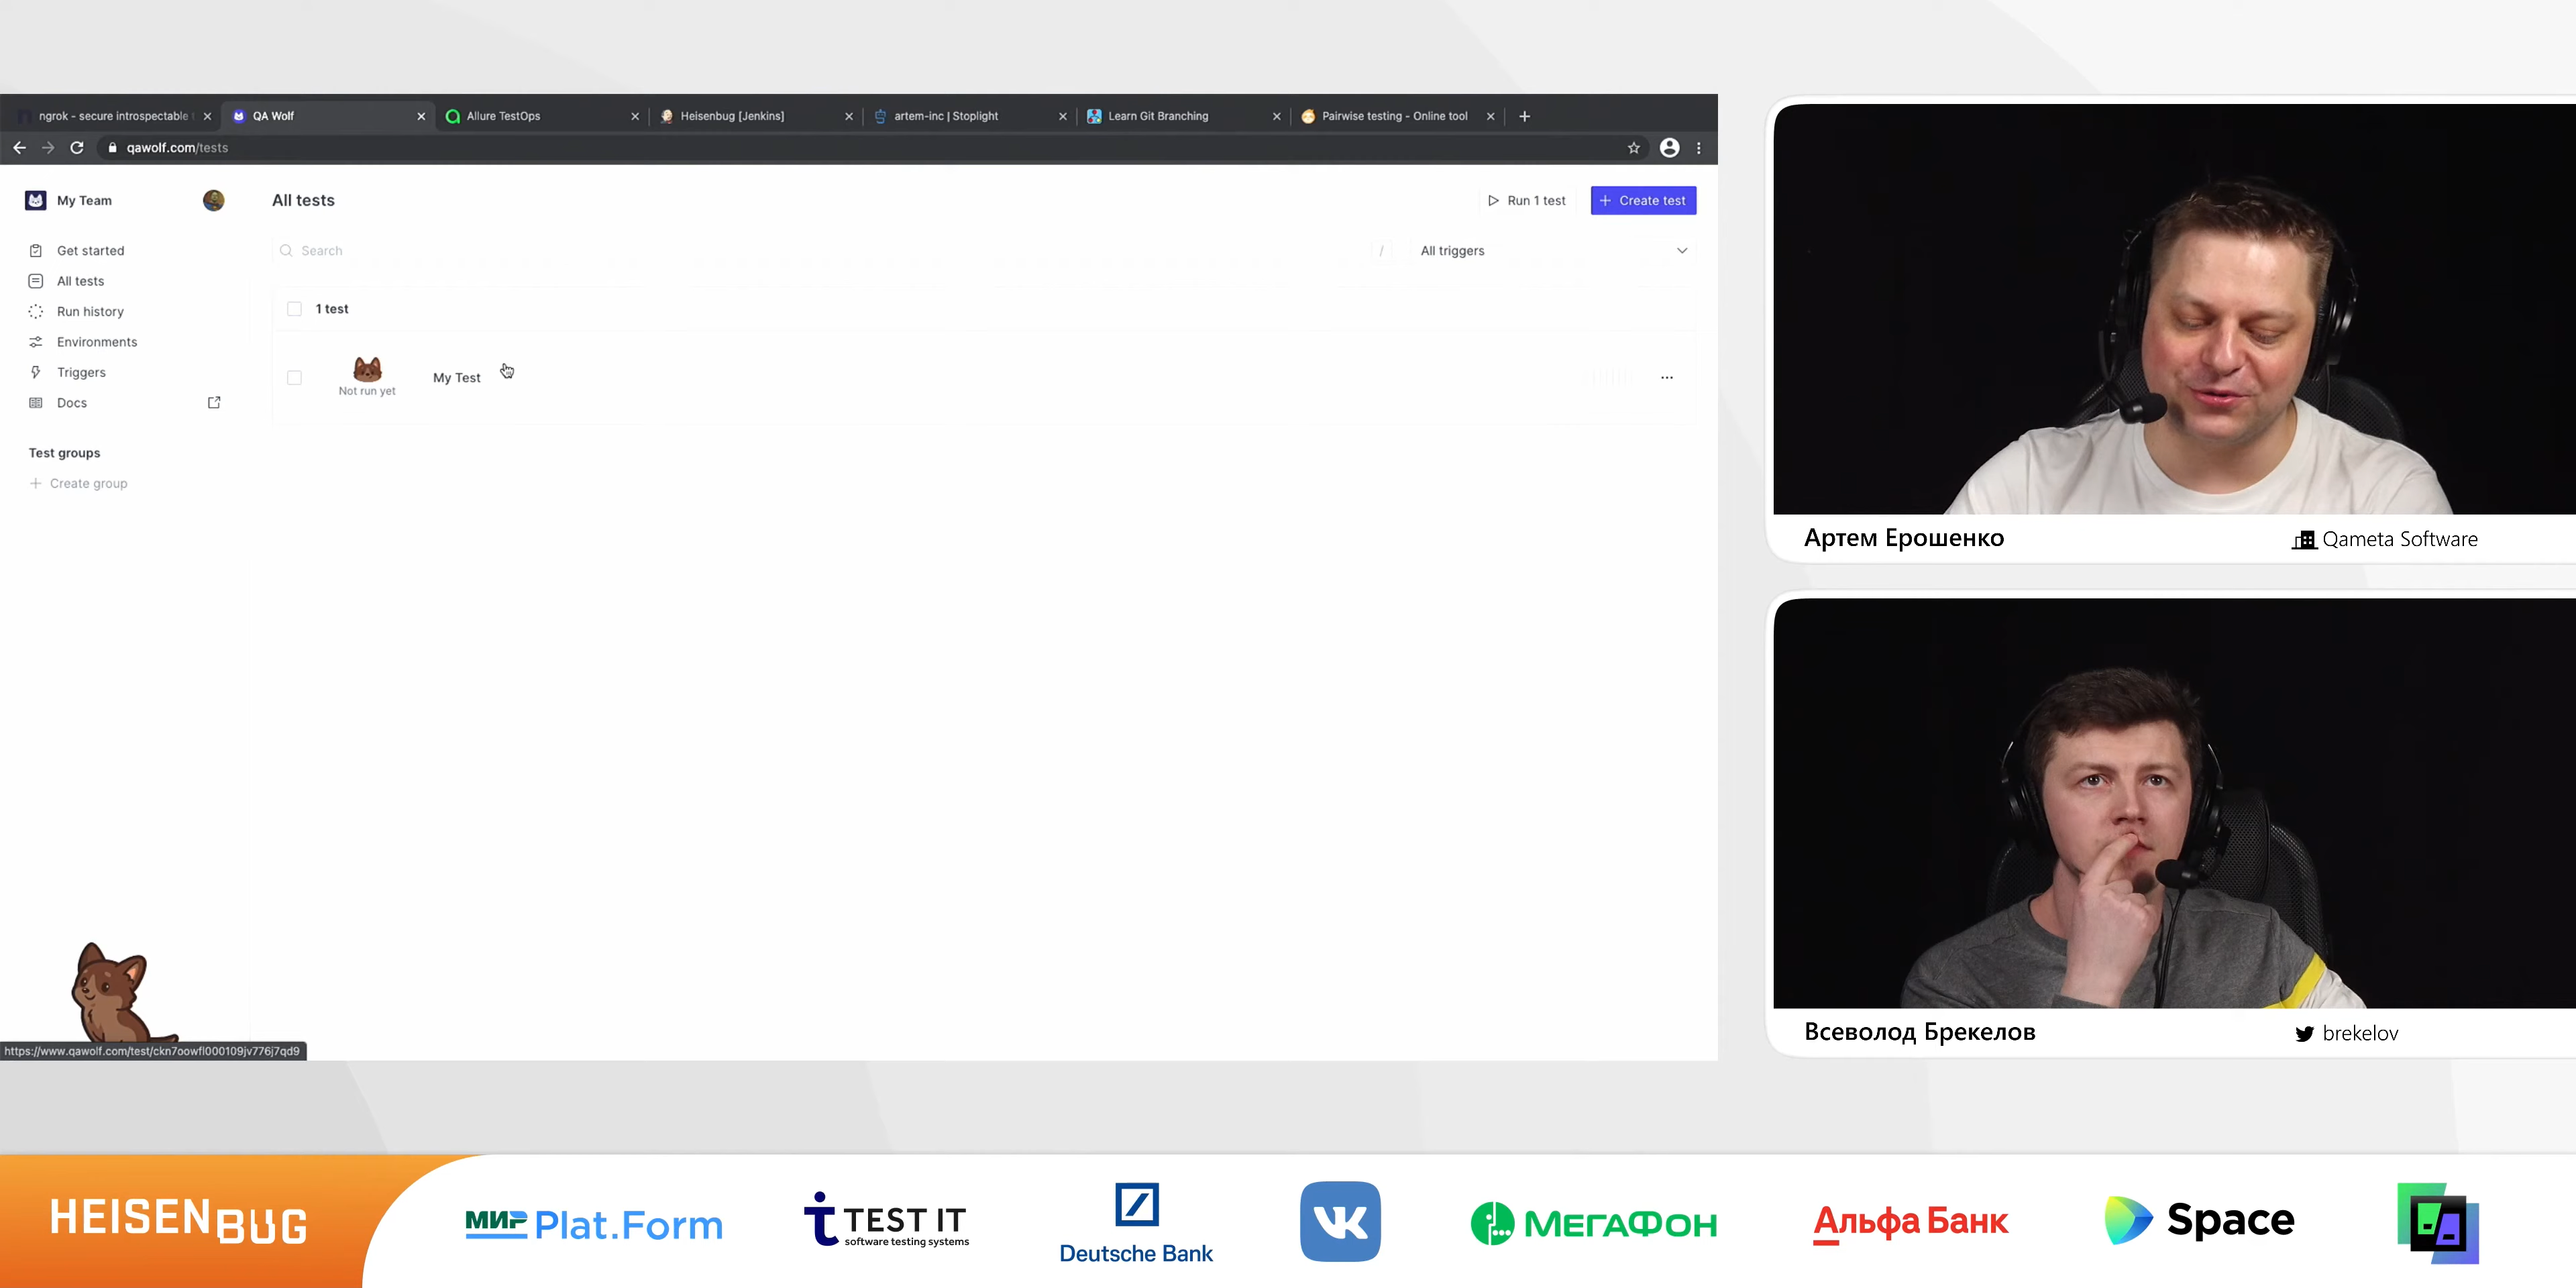 ngrok - secure introspectable
QA Wolf
Allure TestOps
Heisenbug [Jenkins]
artem-inc | Stoplight
Learn Git Branching
Pairwise testing - Online tool
qawolf.com/tests
My Team
Get started
All tests
Run history
Environments
Triggers
Docs
Test groups
Create group
All tests
Run 1 test
Create test
Search
/
All triggers
1 test
Not run yet
My Test
https://www.qawolf.com/test/ckn7oowfl000109jv776j7qd9
Артем Ерошенко
Qameta Software
Всеволод Брекелов
brekelov
HEISENBUG
МИР Plat.Form
TEST IT
software testing systems
Deutsche Bank
VK
МЕГАФОН
Альфа Банк
Space